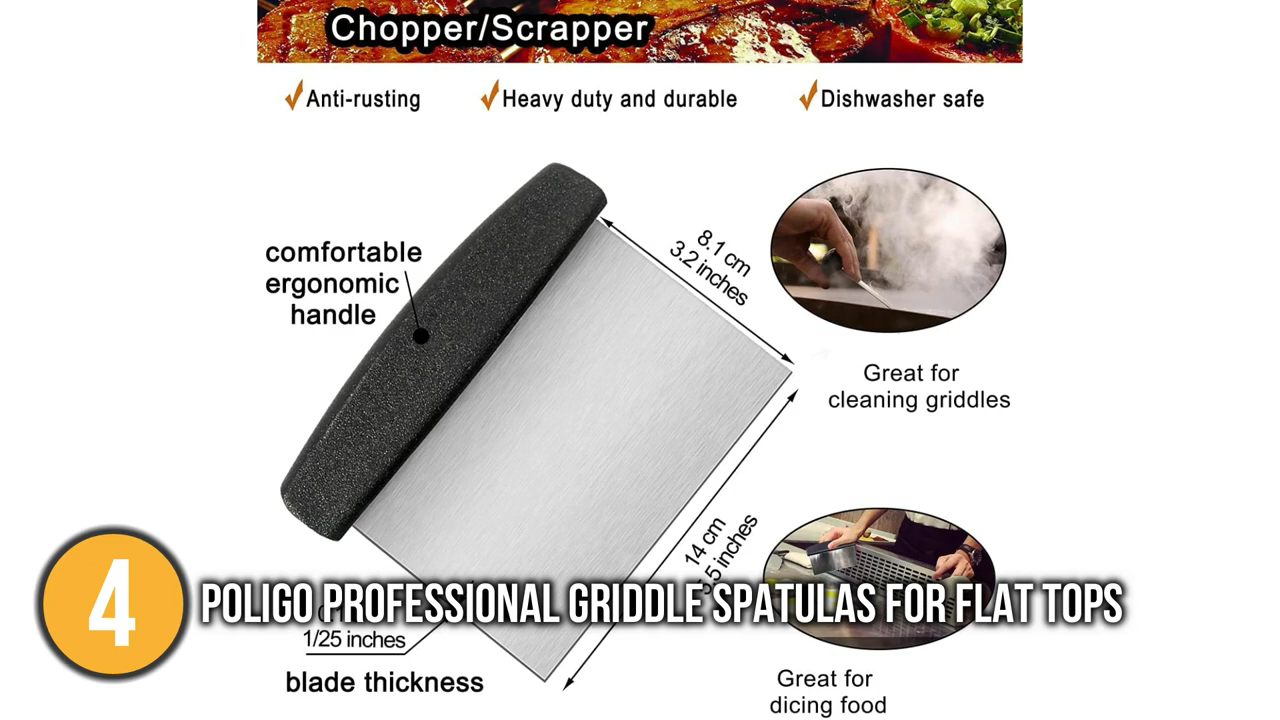 Chopper/Scrapper
Anti-rusting
Heavy duty and durable
Dishwasher safe
comfortable
ergonomic
handle
8.1 cm
3.2 inches
Great for
cleaning griddles
14 cm
inches
4
POLIGO PROFESSIONAL GRIDDLE SPATULAS FOR FLAT TOPS
1/25 inches
blade thickness
Great for
dicing food